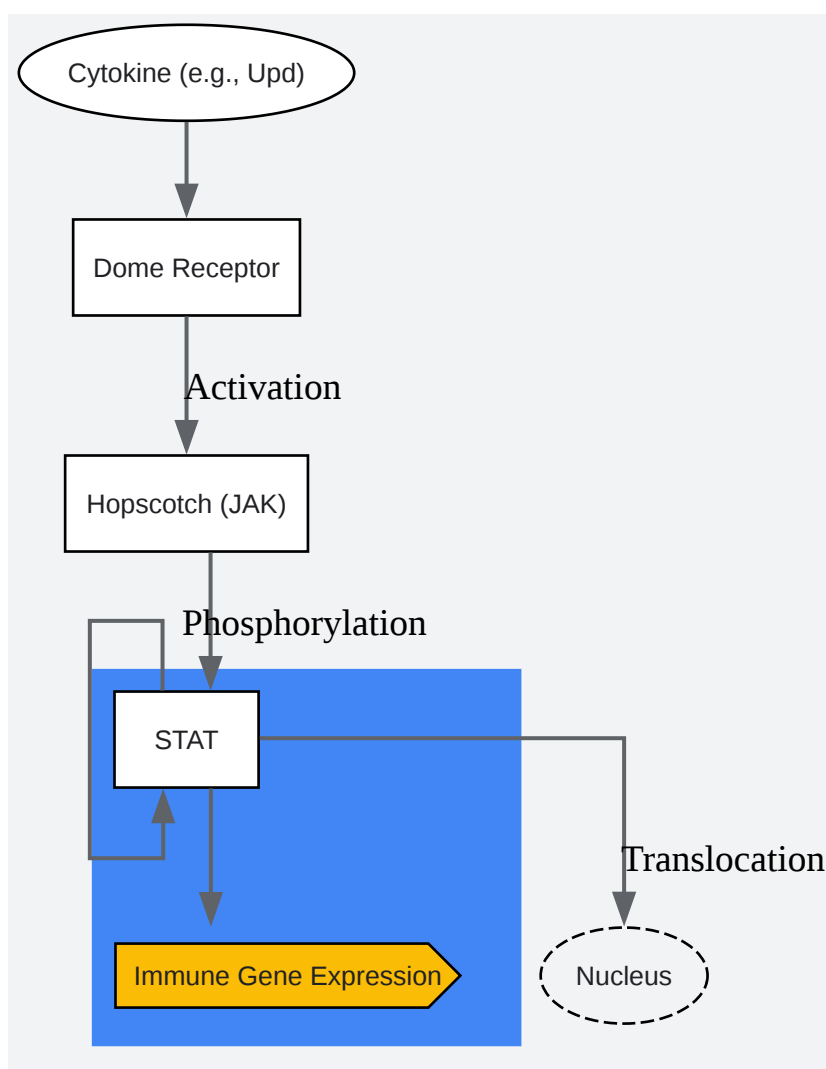 Cytokine (e.g., Upd)
Dome Receptor
Activation
Hopscotch (JAK)
Phosphorylation
STAT
Translocation
Immune Gene Expression
Nucleus